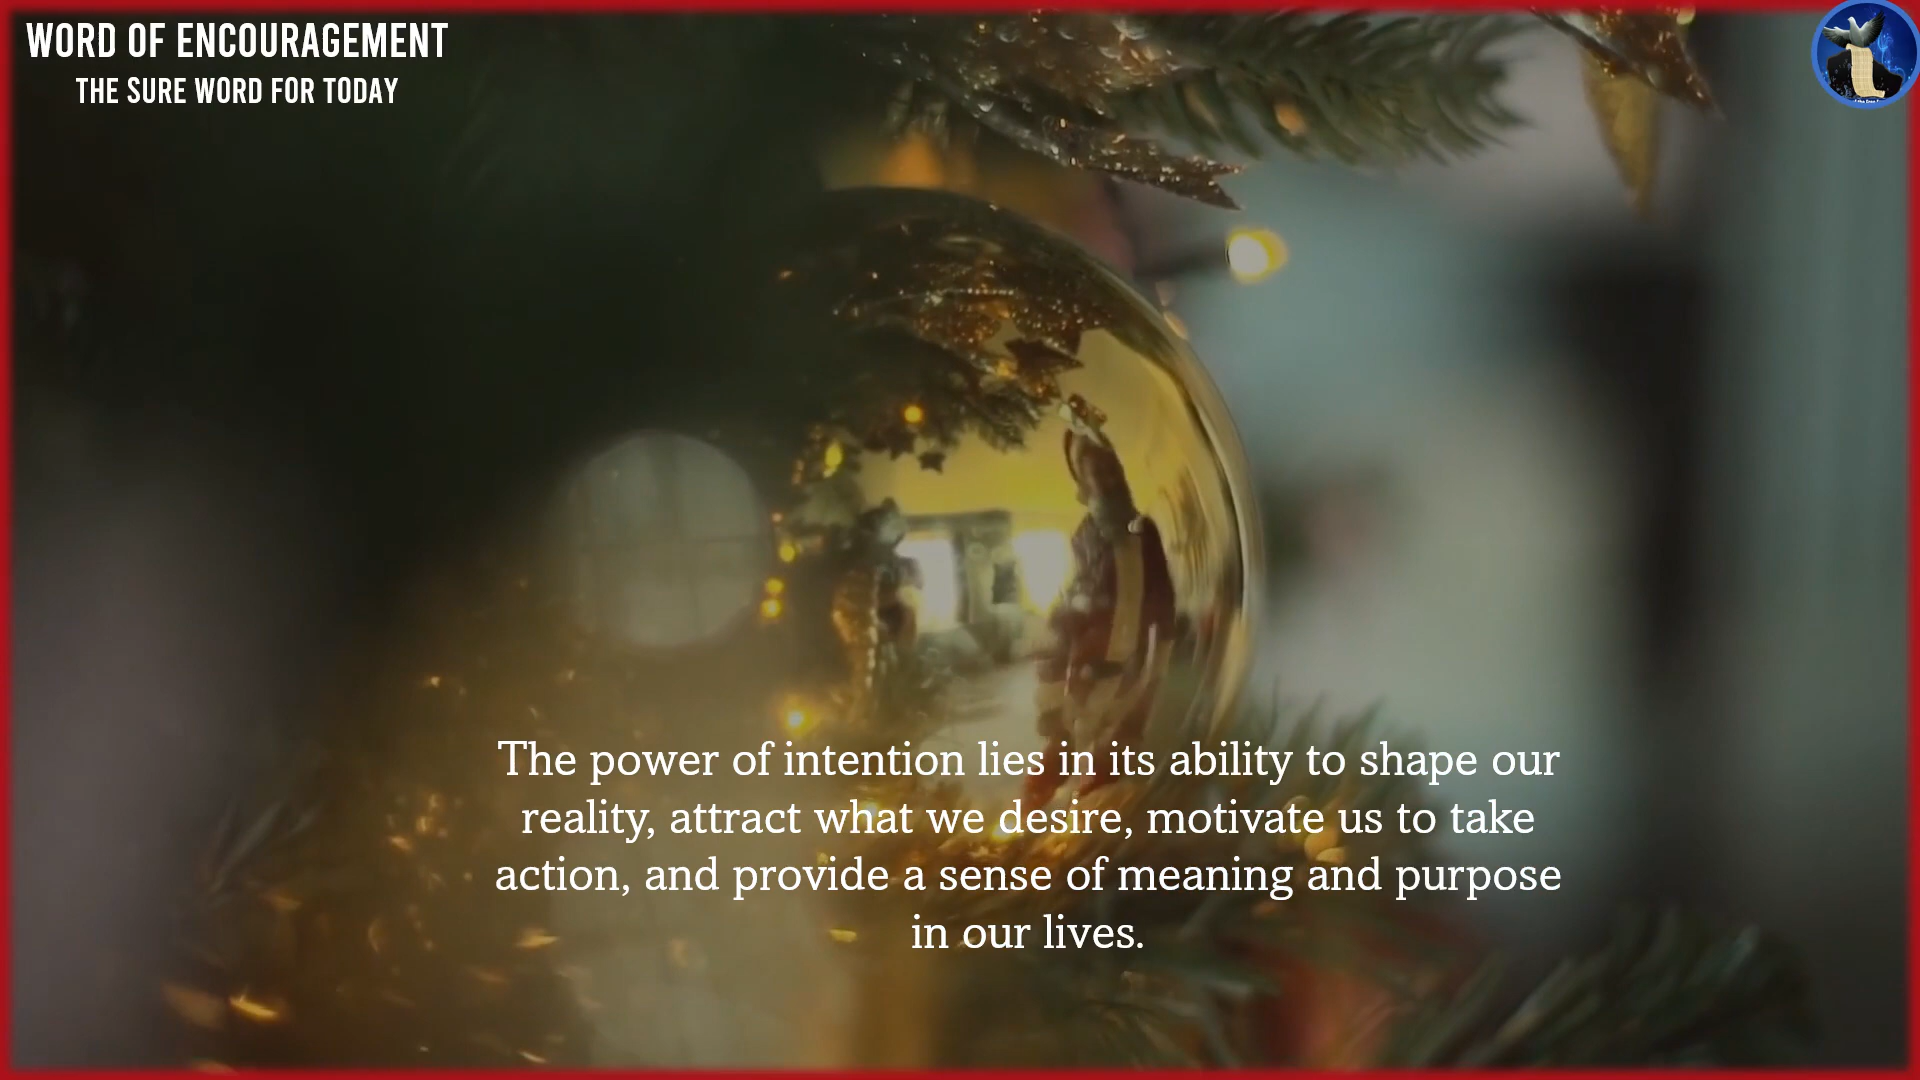 WORD OF ENCOURAGEMENT
THE SURE WORD FOR TODAY
The power of intention lies in its ability to shape our
reality, attract what we desire, motivate us to take
action, and provide a sense of meaning and purpose
in our lives.